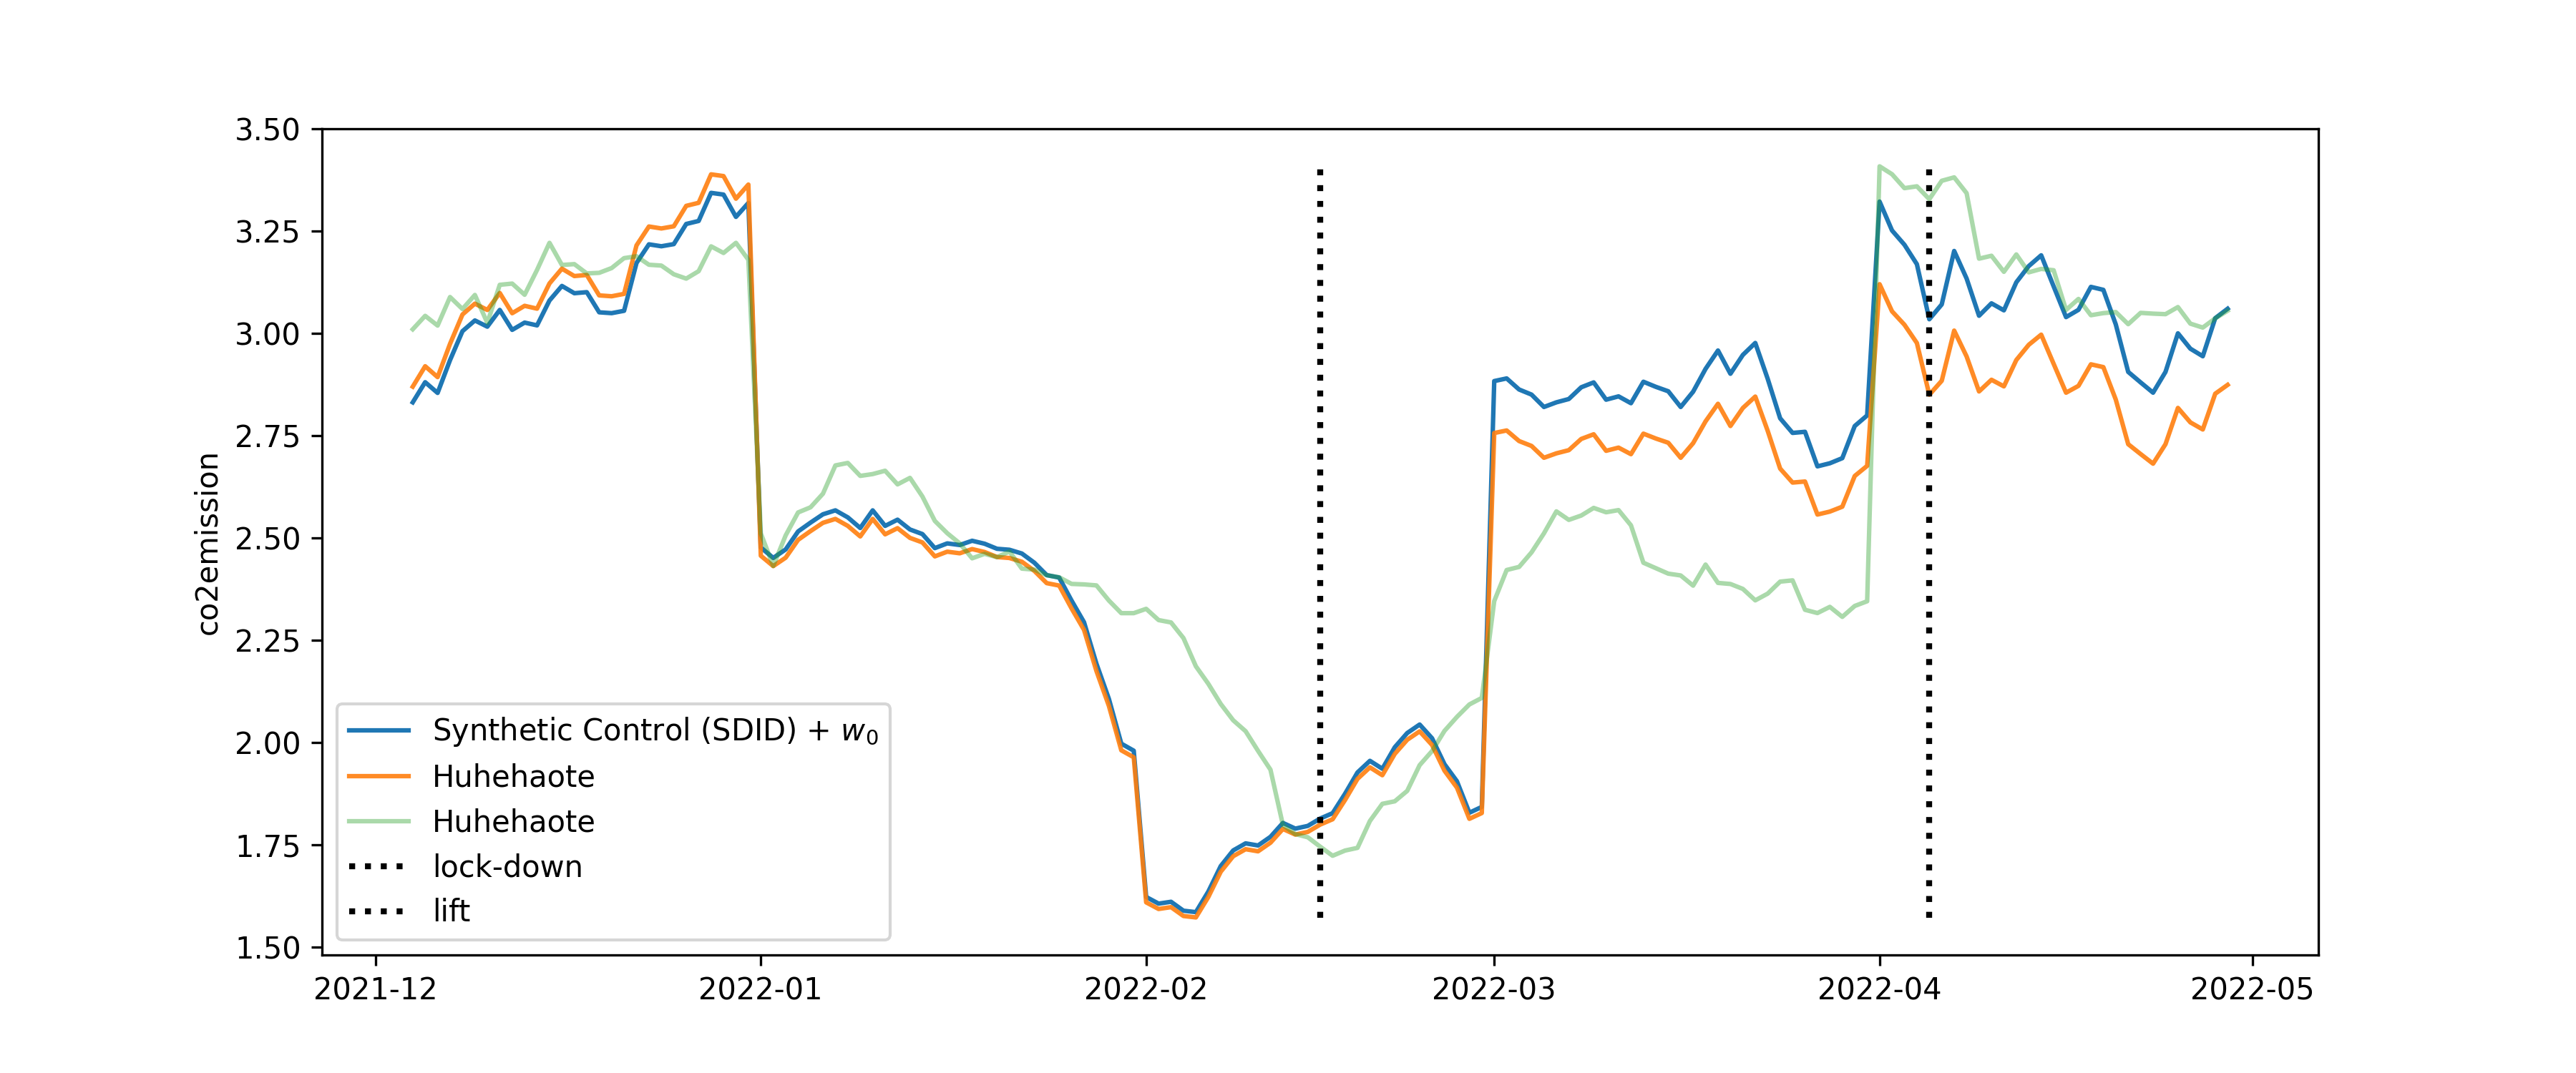 3.50
3.25
3.00
2.75
2.50
2.25
2.00
1.75
1.50
co2emission
Synthetic Control (SDID) + w₀
Huhehaote
Huhehaote
lock-down
lift
2021-12 2022-01 2022-02 2022-03 2022-04 2022-05